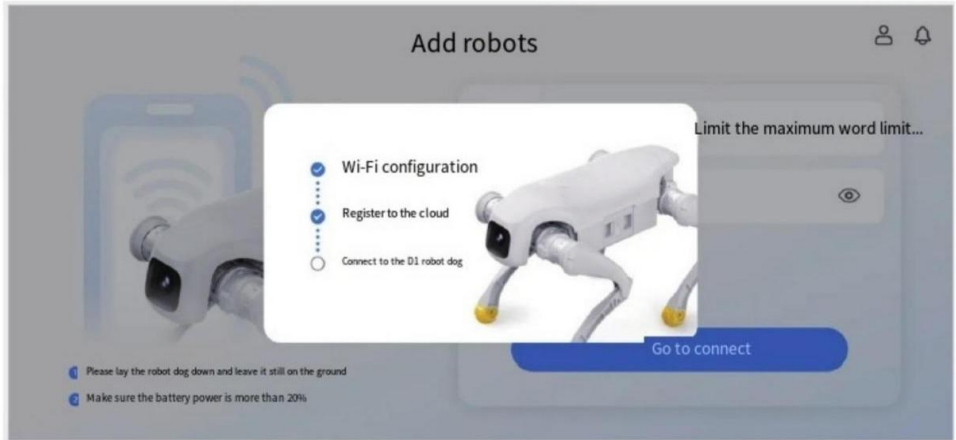 Add robots
Limit the maximum word limit...
Wi-Fi configuration
Register to the cloud
Connect to the D1 robot dog
Go to connect
1 Please lay the robot dog down and leave it still on the ground
2 Make sure the battery power is more than 20%